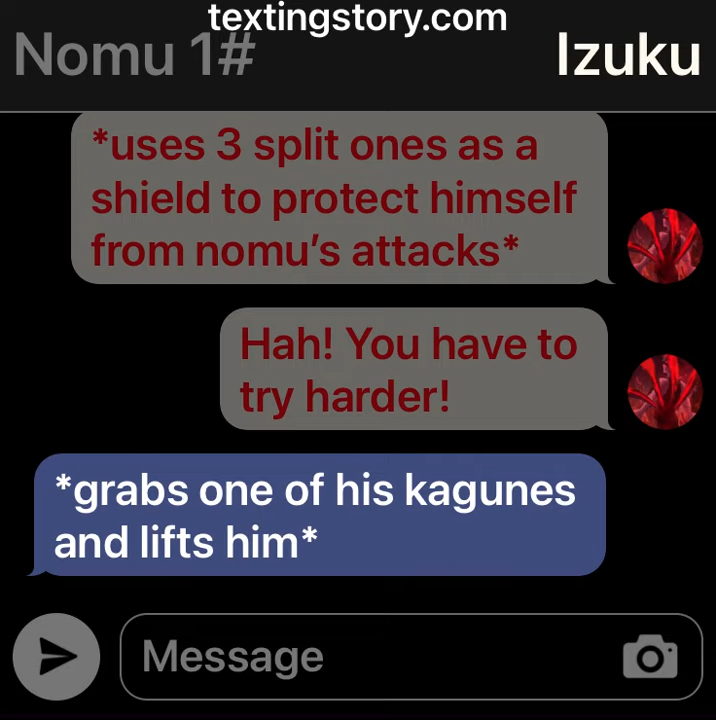 textingstory.com
Nomu 1#
Izuku
*uses 3 split ones as a
shield to protect himself
from nomu’s attacks*
Hah! You have to
try harder!
*grabs one of his kagunes
and lifts him*
Message